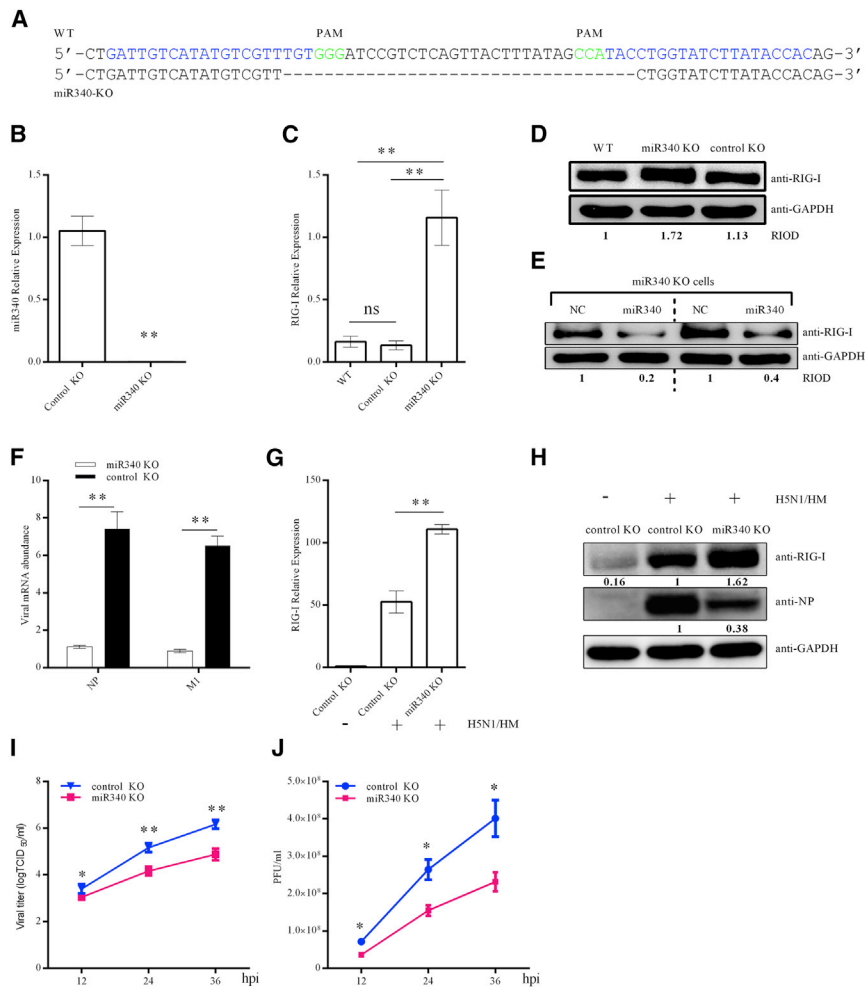 A
WT PAM PAM
5'-CTGATTGTCATATGTCGTTTGTGGGATCCGTCTCAGTTACTTTATAGCCATACCTGGTATCTTATACCACAG-3'
5'-CTGATTGTCATATGTCGTT-----------------------------------CTGGTATCTTATACCACAG-3'
miR340-KO
B
miR340 Relative Expression
1.5
1.0
0.5
0.0
**
Control KO
miR340 KO
C
RIG-I Relative Expression
1.5
1.0
0.5
0.0
**
**
ns
WT
Control KO
miR340 KO
D
WT miR340 KO control KO
anti-RIG-I
anti-GAPDH
1 1.72 1.13 RIOD
E
miR340 KO cells
NC miR340 NC miR340
anti-RIG-I
anti-GAPDH
1 0.2 1 0.4 RIOD
F
miR340 KO
control KO
Viral mRNA abundance
8
6
4
2
0
**
**
NP
M1
G
RIG-I Relative Expression
150
100
50
0
**
Control KO
Control KO
miR340 KO
- + + H5N1/HM
H
- + + H5N1/HM
control KO control KO miR340 KO
anti-RIG-I
0.16 1 1.62
anti-NP
1 0.38
anti-GAPDH
I
control KO
miR340 KO
Viral titer (logTCID50/ml)
8
6
4
2
0
*
**
**
12 24 36 hpi
J
control KO
miR340 KO
PFU/ml
5.0×10⁸
4.0×10⁸
3.0×10⁸
2.0×10⁸
1.0×10⁸
0
*
*
*
12 24 36 hpi